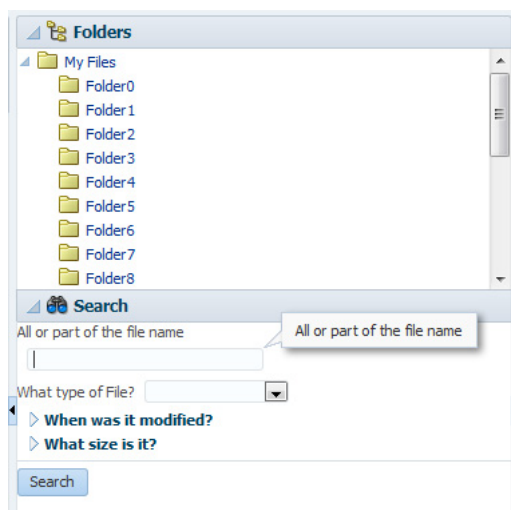 Folders
My Files
Folder0
Folder1
Folder2
Folder3
Folder4
Folder5
Folder6
Folder7
Folder8
Search
All or part of the file name
All or part of the file name
What type of File?
When was it modified?
What size is it?
Search